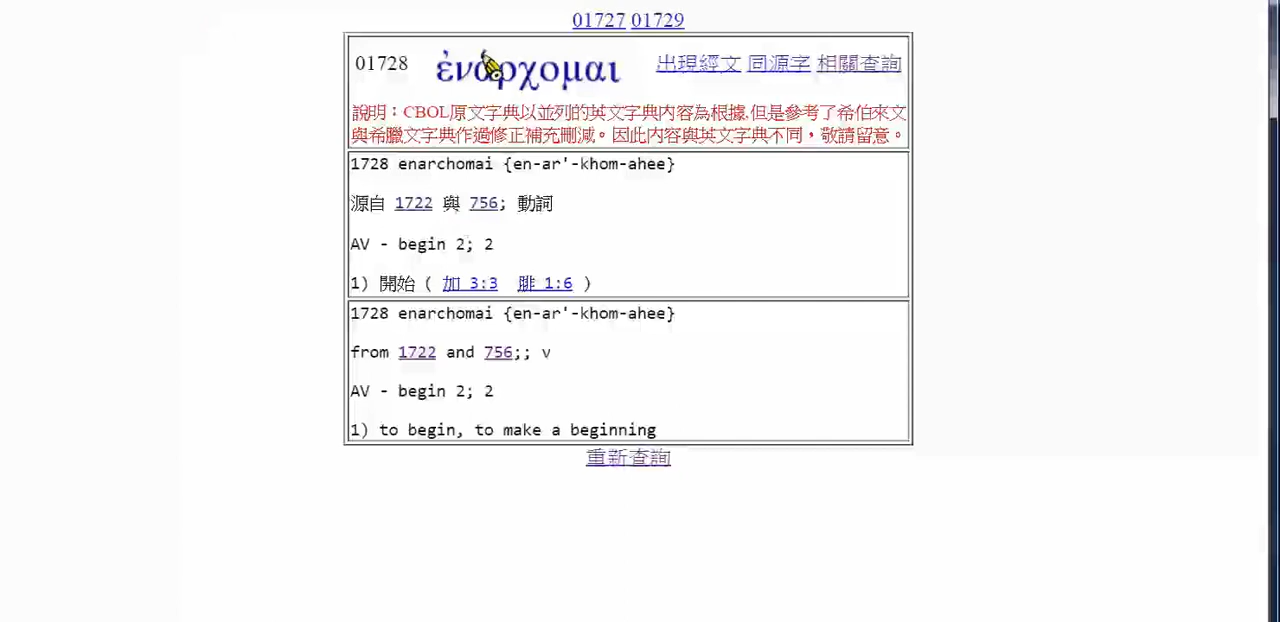 01727 01729
01728 ἐνάρχομαι 出現經文 同源字 相關查詢
說明：CBOL原文字典以並列的英文字典內容為根據,但是參考了希伯來文
與希臘文字典作過修正補充刪減。因此內容與英文字典不同，敬請留意。
1728 enarchomai {en-ar'-khom-ahee}
源自 1722 與 756; 動詞
AV - begin 2; 2
1) 開始 ( 加 3:3 腓 1:6 )
1728 enarchomai {en-ar'-khom-ahee}
from 1722 and 756;; v
AV - begin 2; 2
1) to begin, to make a beginning
重新查詢